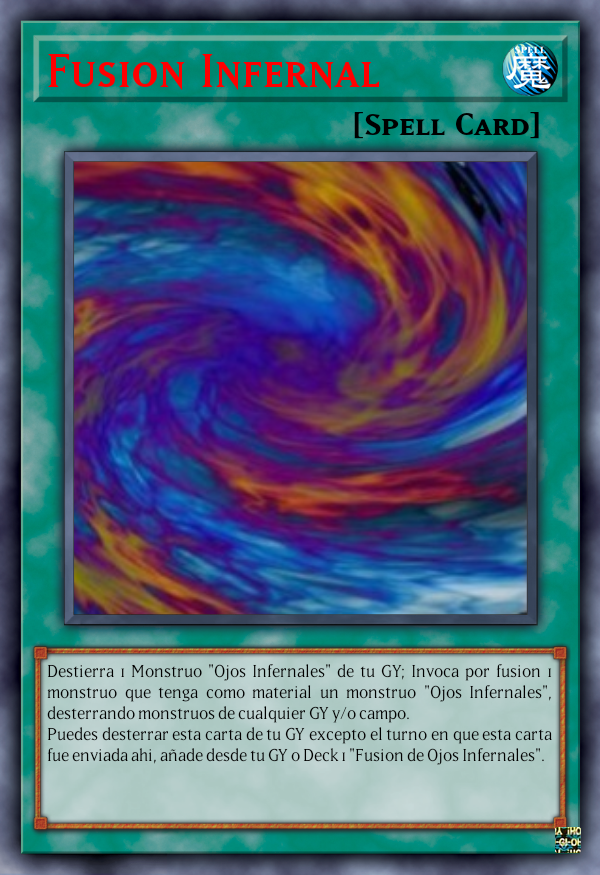 Fusion Infernal
SPELL
魔
[Spell Card]
Destierra 1 Monstruo "Ojos Infernales" de tu GY; Invoca por fusion 1
monstruo que tenga como material un monstruo "Ojos Infernales",
desterrando monstruos de cualquier GY y/o campo.
Puedes desterrar esta carta de tu GY excepto el turno en que esta carta
fue enviada ahi, añade desde tu GY o Deck 1 "Fusion de Ojos Infernales".